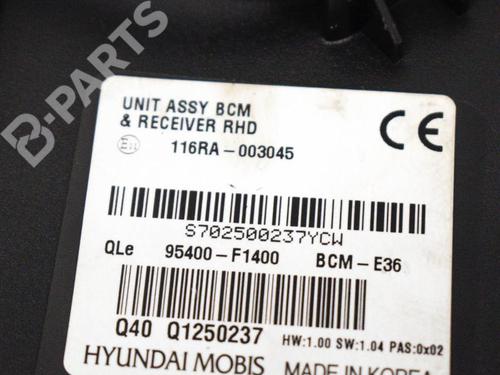 B-PARTS
UNIT ASSY BCM
& RECEIVER RHD
CE
116RA-003045
S702500237YCW
QLe 95400-F1400 BCM-E36
Q40 Q1250237 HW:1.00 SW:1.04 PAS:0x02
HYUNDAI MOBIS MADE IN KOREA